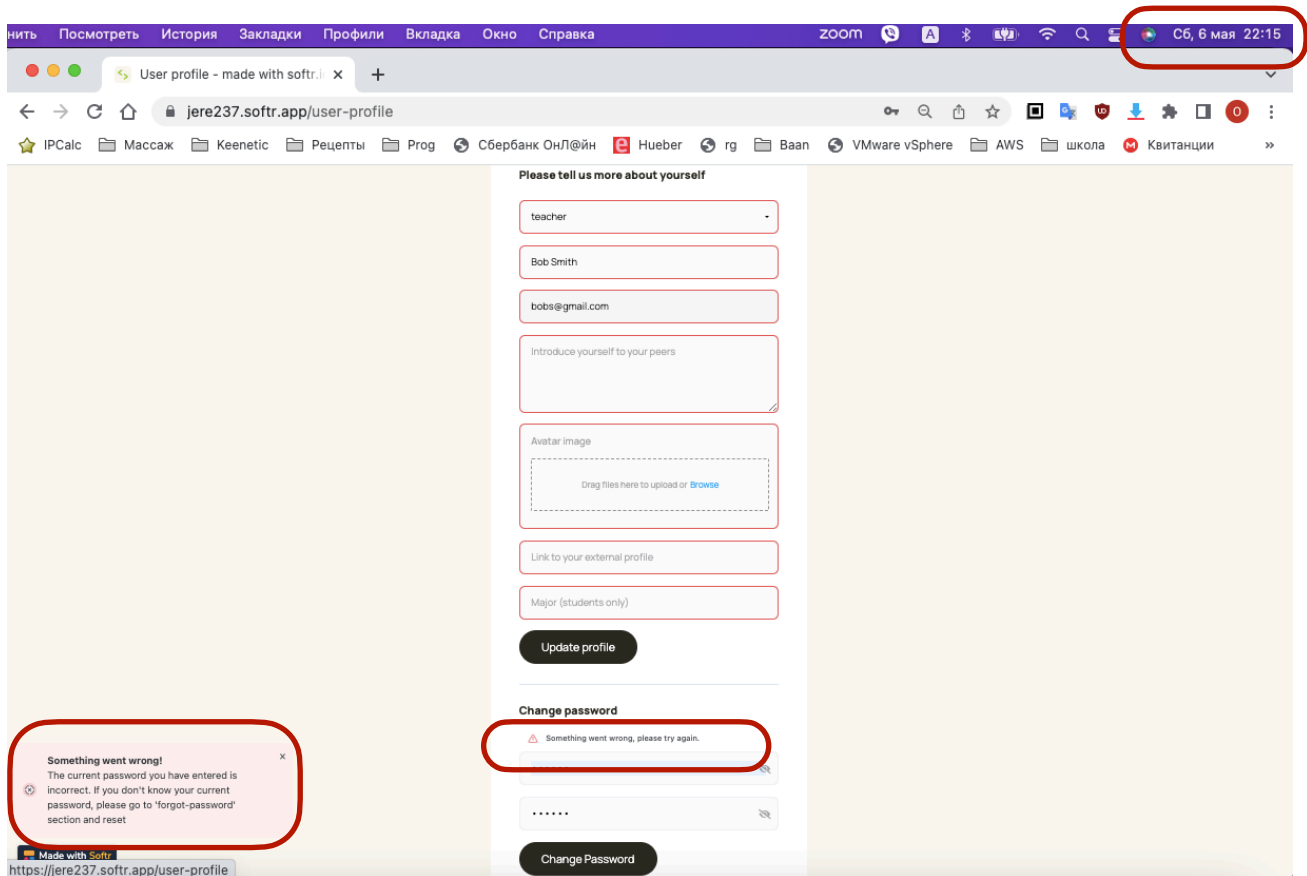 нить Посмотреть История Закладки Профили Вкладка Окно Справка zoom A Сб, 6 мая 22:15
User profile - made with softr.i
jere237.softr.app/user-profile
IPCalc Массаж Keenetic Рецепты Prog Сбербанк ОнЛ@йн Hueber rg Baan VMware vSphere AWS школа Квитанции »
Please tell us more about yourself
teacher
Bob Smith
bobs@gmail.com
Introduce yourself to your peers
Avatar image
Drag files here to upload or Browse
Link to your external profile
Major (students only)
Update profile
Change password
Something went wrong, please try again.
Change Password
Something went wrong!
The current password you have entered is
incorrect. If you don't know your current
password, please go to 'forgot-password'
section and reset
Made with Softr
https://jere237.softr.app/user-profile